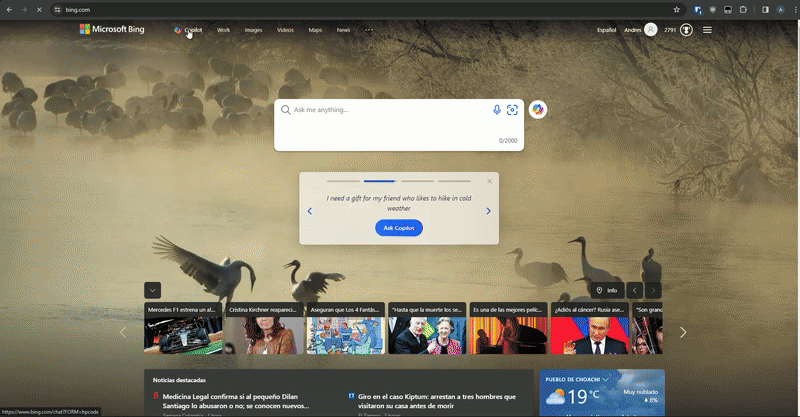 bing.com
Microsoft Bing
Copilot Work Images Videos Maps News
Español Andres 2791
Ask me anything...
0/2000
I need a gift for my friend who likes to hike in cold
weather
Ask Copilot
Info
Mercedes F1 estrena un al...
Cristina Kirchner reapareci...
Aseguran que Los 4 Fantás...
"Hasta que la muerte los se...
Es una de las mejores pelíc...
¿Adiós al cáncer? Rusia ase...
"Son granc
Noticias destacadas
Medicina Legal confirma si al pequeño Dilan
Santiago lo abusaron o no; se conocen nuevos...
Giro en el caso Kiptum: arrestan a tres hombres que
visitaron su casa antes de morir
PUEBLO DE CHOACHI
19 °C
Muy nublado
https://www.bing.com/chat?FORM=hpcode